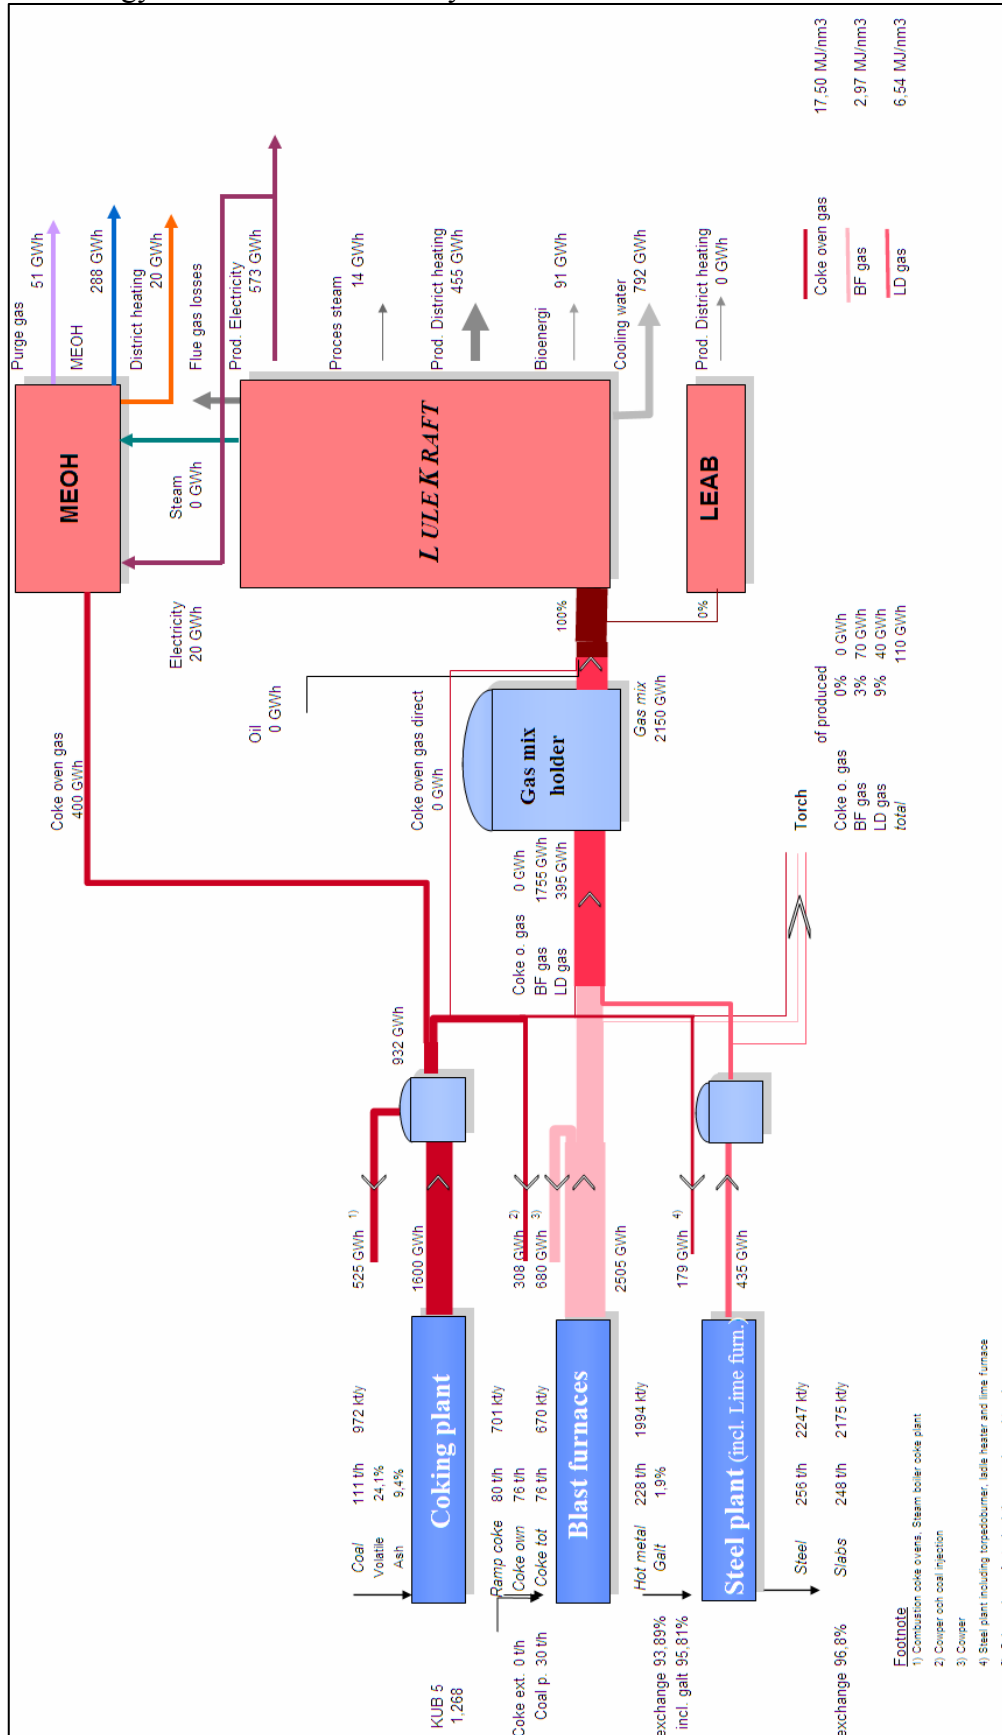 Purge gas
51 GWh
MEOH
288 GWh
District heating
20 GWh
Flue gas losses
Prod. Electricity
573 GWh
Proces steam
14 GWh
Prod. District heating
455 GWh
Bioenergi
91 GWh
Cooling water
792 GWh
Prod. District heating
0 GWh
17,50 MJ/nm3
2,97 MJ/nm3
6,54 MJ/nm3
Coke oven gas
BF gas
LD gas
MEOH
LULEKRAFT
LEAB
Steam
0 GWh
Electricity
20 GWh
100%
0%
Coke oven gas
400 GWh
Oil
0 GWh
Coke oven gas direct
0 GWh
Gas mix
holder
Gas mix
2150 GWh
Coke o. gas 0 GWh
BF gas 1755 GWh
LD gas 395 GWh
Torch
of produced
Coke o. gas 0% 0 GWh
BF gas 3% 70 GWh
LD gas 9% 40 GWh
total 110 GWh
932 GWh
525 GWh 1)
1600 GWh
308 GWh 2)
680 GWh 3)
2505 GWh
179 GWh 4)
435 GWh
Coking plant
Blast furnaces
Steel plant (incl. Lime furn.)
Coal 111 t/h 972 kt/y
Volatile 24,1%
Ash 9,4%
Ramp coke 80 t/h 701 kt/y
Coke own 76 t/h
Coke tot 76 t/h 670 kt/y
Hot metal 228 t/h 1994 kt/y
Galt 1,9%
Steel 256 t/h 2247 kt/y
Slabs 248 t/h 2175 kt/y
KUB 5
1,268
Coke ext. 0 t/h
Coal p. 30 t/h
exchange 93,89%
incl. galt 95,81%
exchange 96,8%
Footnote
1) Combustion coke ovens, Steam boiler coke plant
2) Cowper och coal injection
3) Cowper
4) Steel plant including torpedoburner, ladle heater and lime furnace